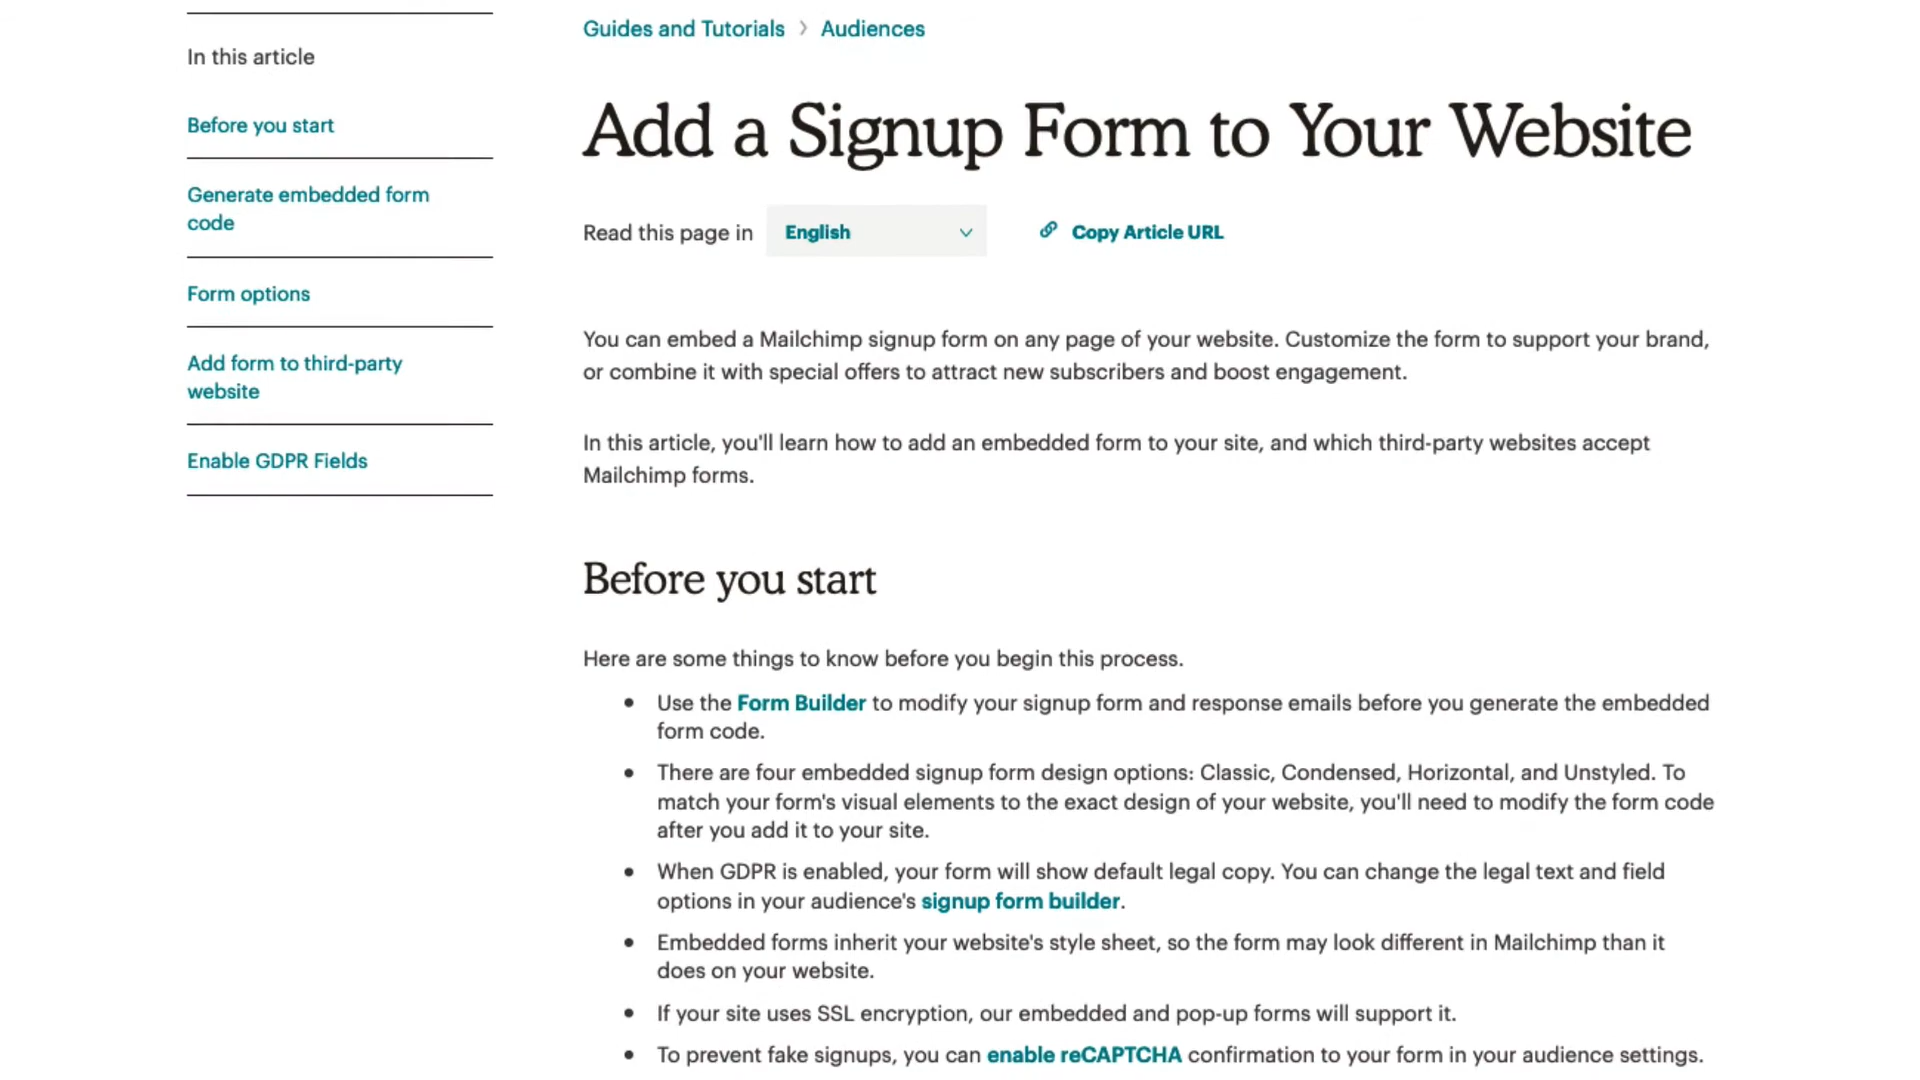 In this article
Before you start
Generate embedded form
code
Form options
Add form to third-party
website
Enable GDPR Fields
Guides and Tutorials > Audiences
Add a Signup Form to Your Website
Read this page in English Copy Article URL
You can embed a Mailchimp signup form on any page of your website. Customize the form to support your brand,
or combine it with special offers to attract new subscribers and boost engagement.
In this article, you'll learn how to add an embedded form to your site, and which third-party websites accept
Mailchimp forms.
Before you start
Here are some things to know before you begin this process.
• Use the Form Builder to modify your signup form and response emails before you generate the embedded
form code.
• There are four embedded signup form design options: Classic, Condensed, Horizontal, and Unstyled. To
match your form's visual elements to the exact design of your website, you'll need to modify the form code
after you add it to your site.
• When GDPR is enabled, your form will show default legal copy. You can change the legal text and field
options in your audience's signup form builder.
• Embedded forms inherit your website's style sheet, so the form may look different in Mailchimp than it
does on your website.
• If your site uses SSL encryption, our embedded and pop-up forms will support it.
• To prevent fake signups, you can enable reCAPTCHA confirmation to your form in your audience settings.